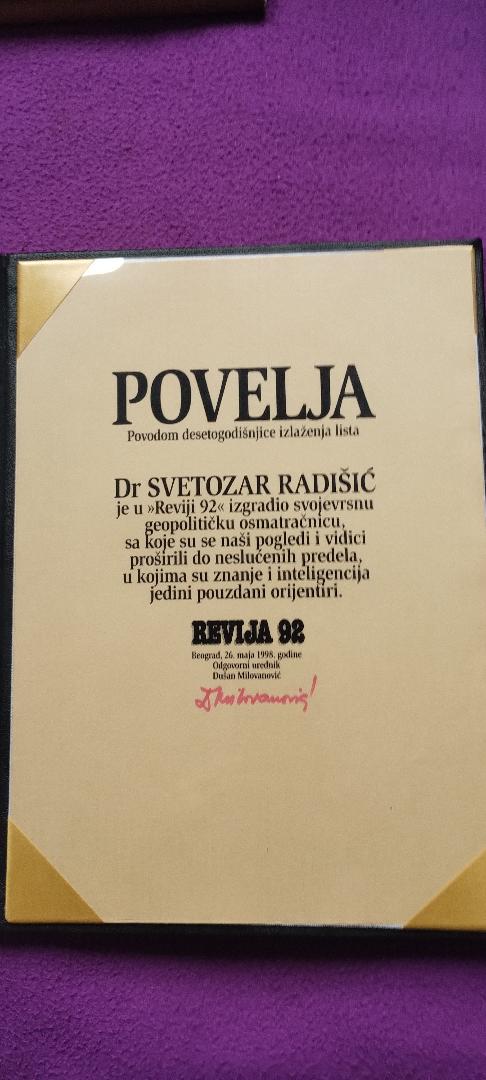 POVELJA
Povodom desetogodišnjice izlaženja lista
Dr SVETOZAR RADIŠIĆ
je u »Reviji 92« izgradio svojevrsnu
geopolitičku osmatračnicu,
sa koje su se naši pogledi i vidici
proširili do neslućenih predela,
u kojima su znanje i inteligencija
jedini pouzdani orijentiri.
REVIJA 92
Beograd, 26. maja 1998. godine
Odgovorni urednik
Dušan Milovanović
D Milovanović